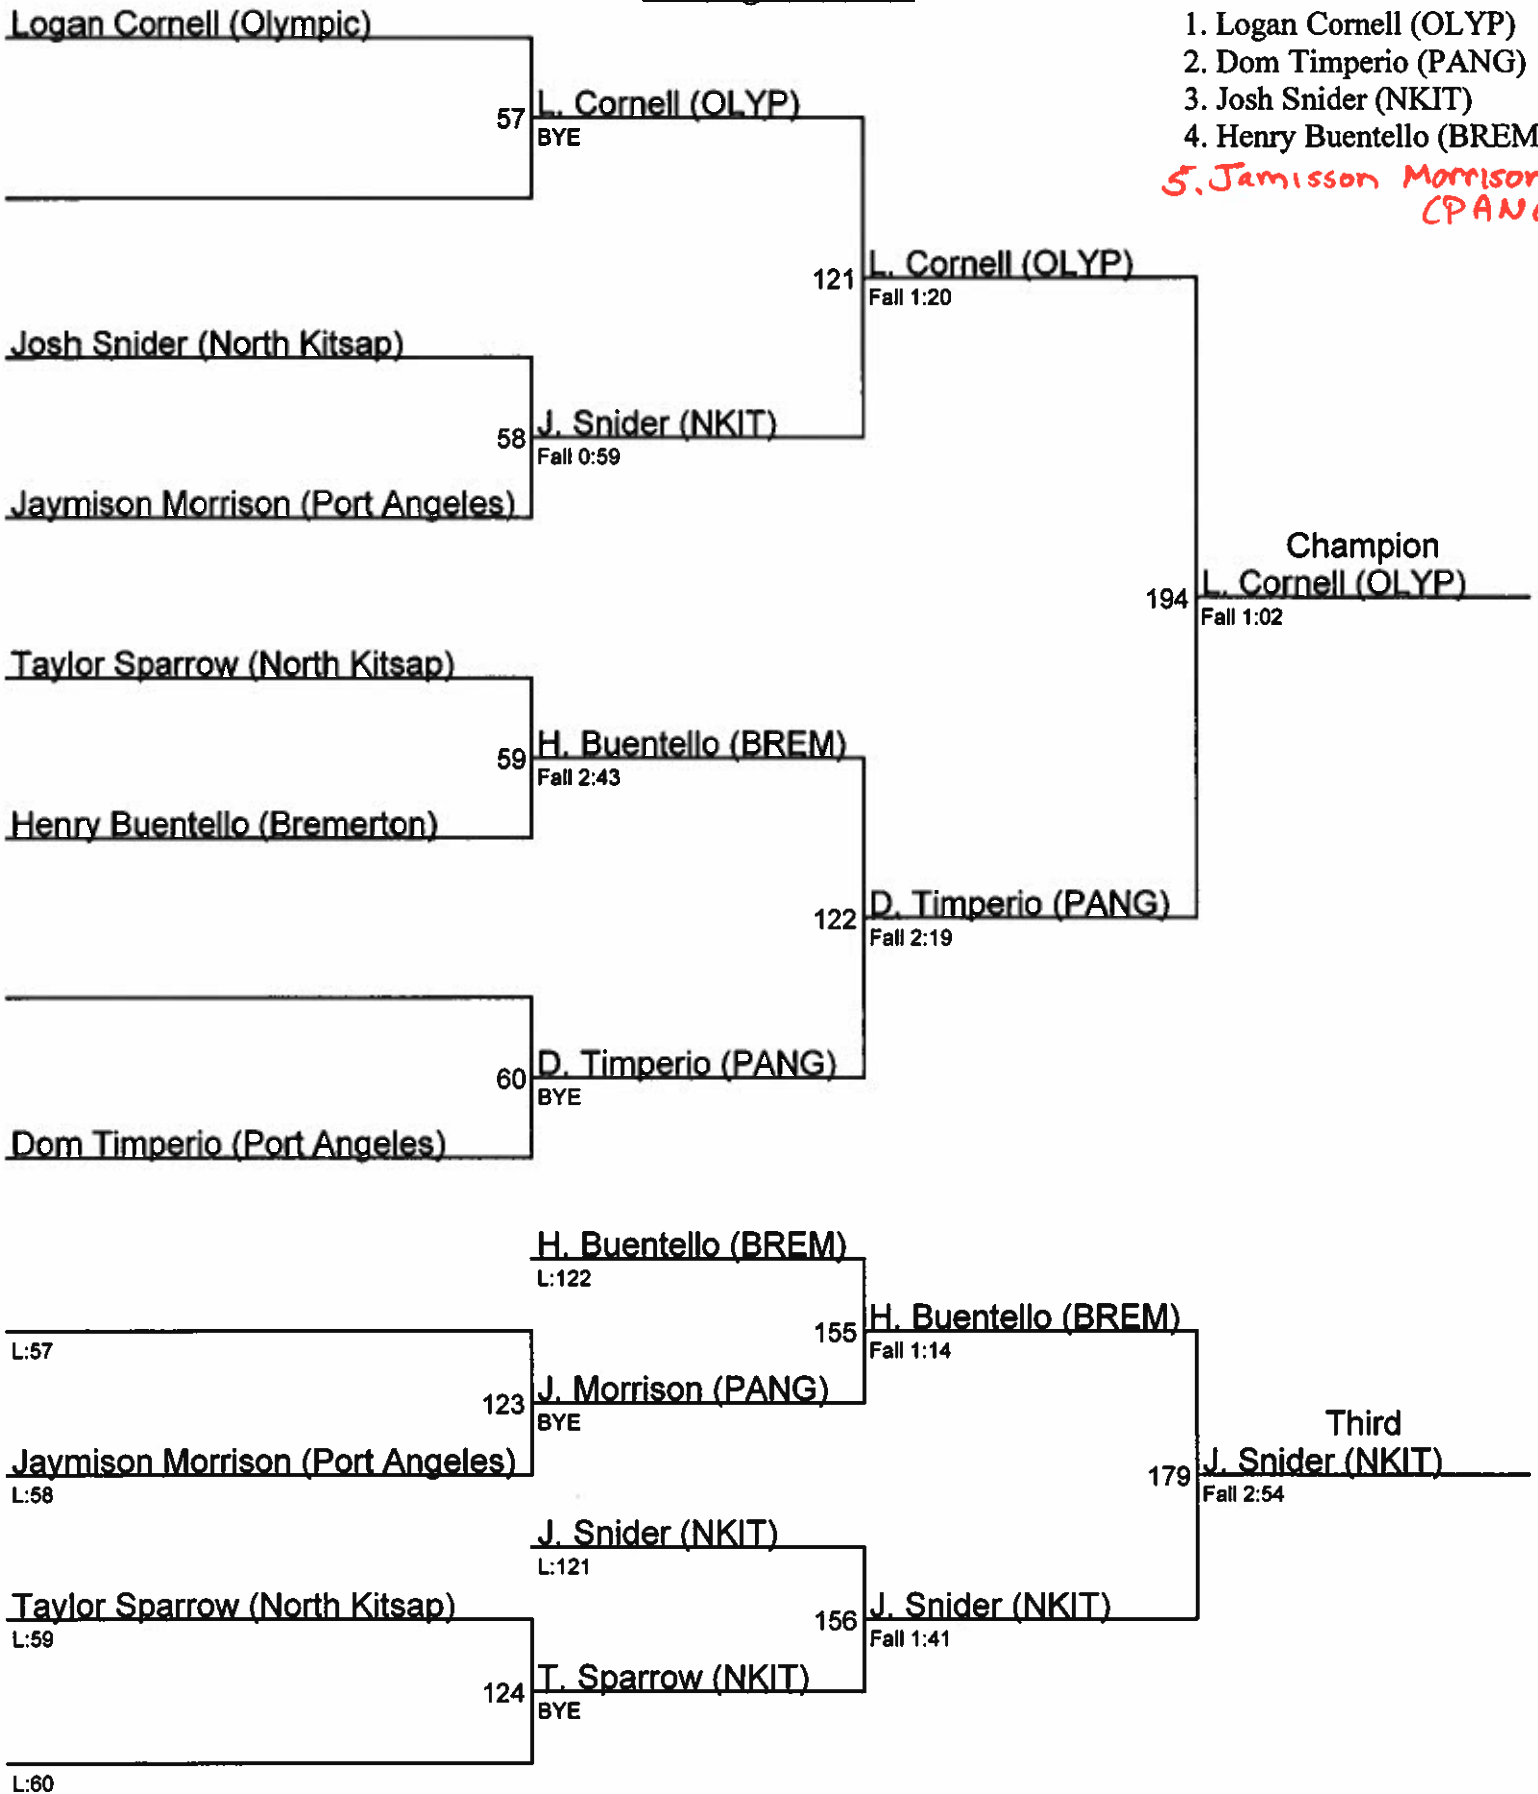 Logan Cornell (Olympic)
1. Logan Cornell (OLYP)
2. Dom Timperio (PANG)
3. Josh Snider (NKIT)
4. Henry Buentello (BREM
5. Jamisson Morrison
(PANG
57
L. Cornell (OLYP)
BYE
121
L. Cornell (OLYP)
Fall 1:20
Josh Snider (North Kitsap)
58
J. Snider (NKIT)
Fall 0:59
Jaymison Morrison (Port Angeles)
Champion
194
L. Cornell (OLYP)
Fall 1:02
Taylor Sparrow (North Kitsap)
59
H. Buentello (BREM)
Fall 2:43
Henry Buentello (Bremerton)
122
D. Timperio (PANG)
Fall 2:19
60
D. Timperio (PANG)
BYE
Dom Timperio (Port Angeles)
H. Buentello (BREM)
L:122
155
H. Buentello (BREM)
Fall 1:14
L:57
123
J. Morrison (PANG)
BYE
Jaymison Morrison (Port Angeles)
L:58
Third
179
J. Snider (NKIT)
Fall 2:54
J. Snider (NKIT)
L:121
Taylor Sparrow (North Kitsap)
L:59
156
J. Snider (NKIT)
Fall 1:41
124
T. Sparrow (NKIT)
BYE
L:60